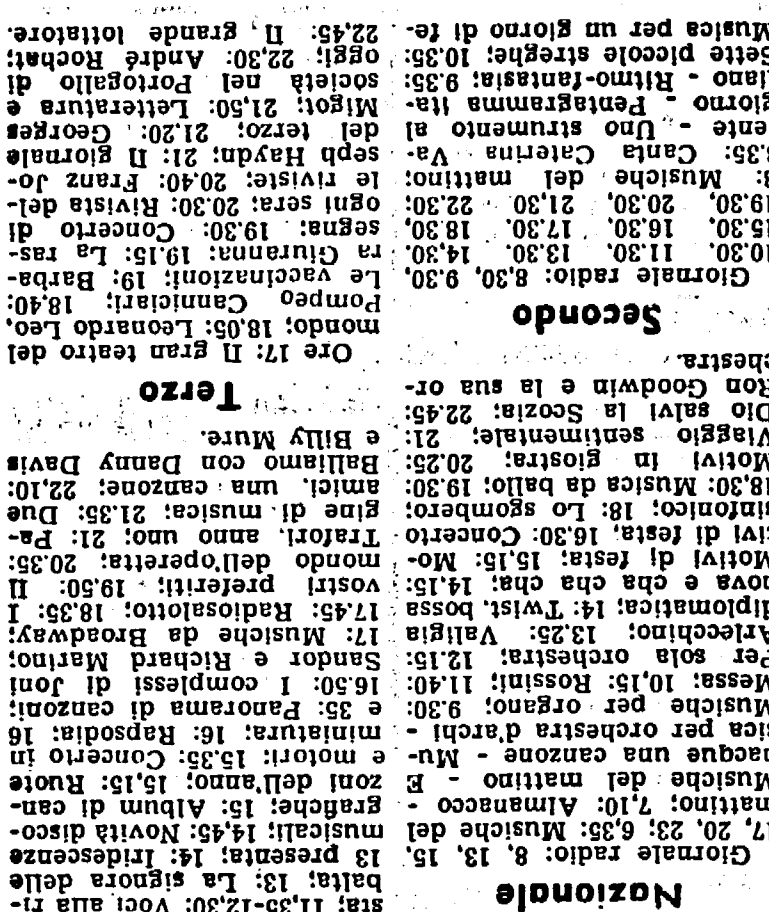 Nazionale
Giornale radio: 8, 13, 15,
17, 20, 23; 6,35: Musiche del
mattino; 7,10: Almanacco -
Musiche del mattino - E
nacque una canzone - Mu-
sica per orchestra d'archi -
Musiche per organo; 9.30:
Messa; 10,15: Rossini; 11.40:
Per sola orchestra; 12.15:
Arlecchino; 13.25: Valigia
diplomatica; 14: Twist, bossa
nova e cha cha cha; 14,15:
Motivi di festa; 15,15: Mo-
tivi di festa; 16.30: Concerto
sinfonico; 18: Lo sgombero;
18,30: Musica da ballo; 19.30:
Motivi in giostra; 20.25:
Viaggio sentimentale; 21:
Dio salvi la Scozia; 22.45:
Ron Goodwin e la sua or-
chestra.
Secondo
Giornale radio: 8,30, 9,30,
10.30, 11.30, 13.30, 14,30,
15.30, 16.30, 17.30, 18.30,
19,30, 20.30, 21,30, 22.30;
8: Musiche del mattino;
8.35: Canta Caterina Va-
lente - Uno strumento al
giorno - Pentagramma ita-
liano - Ritmo-fantasia; 9.35:
Sette piccole streghe; 10.35:
Musica per un giorno di fe-
sta; 11,35-12,30: Voci alla ri-
balta; 13: La signora delle
13 presenta; 14: Iridescenze
musicali; 14,45: Novità disco-
grafiche; 15: Album di can-
zoni dell'anno; 15,15: Ruote
e motori; 15.35: Concerto in
miniatura; 16: Rapsodia; 16
e 35: Panorama di canzoni;
16.50: I complessi di Joni
Sandor e Richard Marino;
17: Musiche da Broadway;
17.45: Radiosalotto; 18.35: I
vostri preferiti; 19.50: Il
mondo dell'operetta; 20.35:
Trafori, anno uno; 21: Pa-
gine di musica; 21.35: Due
amici, una canzone; 22,10:
Balliamo con Danny Davis
e Billy Mure.
Terzo
Ore 17: Il gran teatro del
mondo; 18,05: Leonardo Leo,
Pompeo Cannicciari; 18,40:
Le vaccinazioni; 19: Barba-
ra Giuranna; 19.15: La ras-
segna; 19.30: Concerto di
ogni sera; 20.30: Rivista del-
le riviste; 20.40: Franz Jo-
seph Haydn; 21: Il giornale
del terzo; 21.20: Georges
Migot; 21,50: Letteratura e
società nel Portogallo di
oggi; 22,30: André Rochat;
22,45: Il grande lottatore.